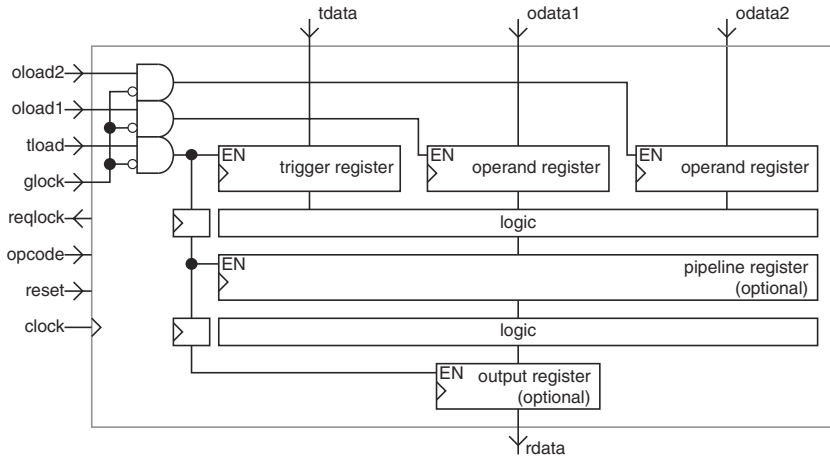 tdata
odata1
odata2
oload2
oload1
tload
glock
reqlock
opcode
reset
clock
EN
trigger register
EN
operand register
EN
operand register
logic
EN
pipeline register
(optional)
logic
EN
output register
(optional)
rdata